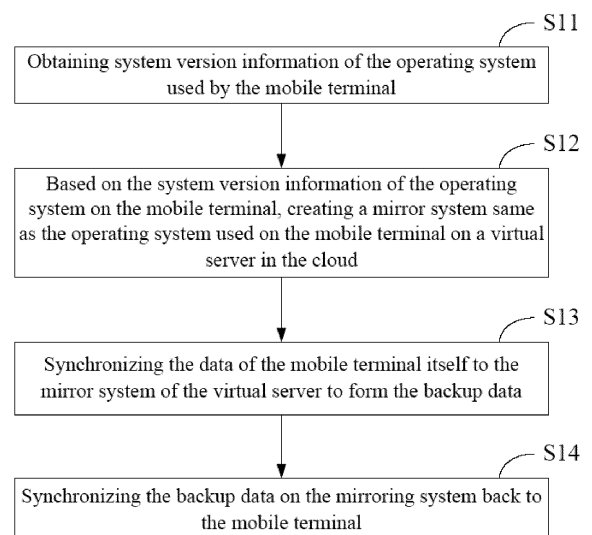 S11
Obtaining system version information of the operating system
used by the mobile terminal
S12
Based on the system version information of the operating
system on the mobile terminal, creating a mirror system same
as the operating system used on the mobile terminal on a virtual
server in the cloud
S13
Synchronizing the data of the mobile terminal itself to the
mirror system of the virtual server to form the backup data
S14
Synchronizing the backup data on the mirroring system back to
the mobile terminal